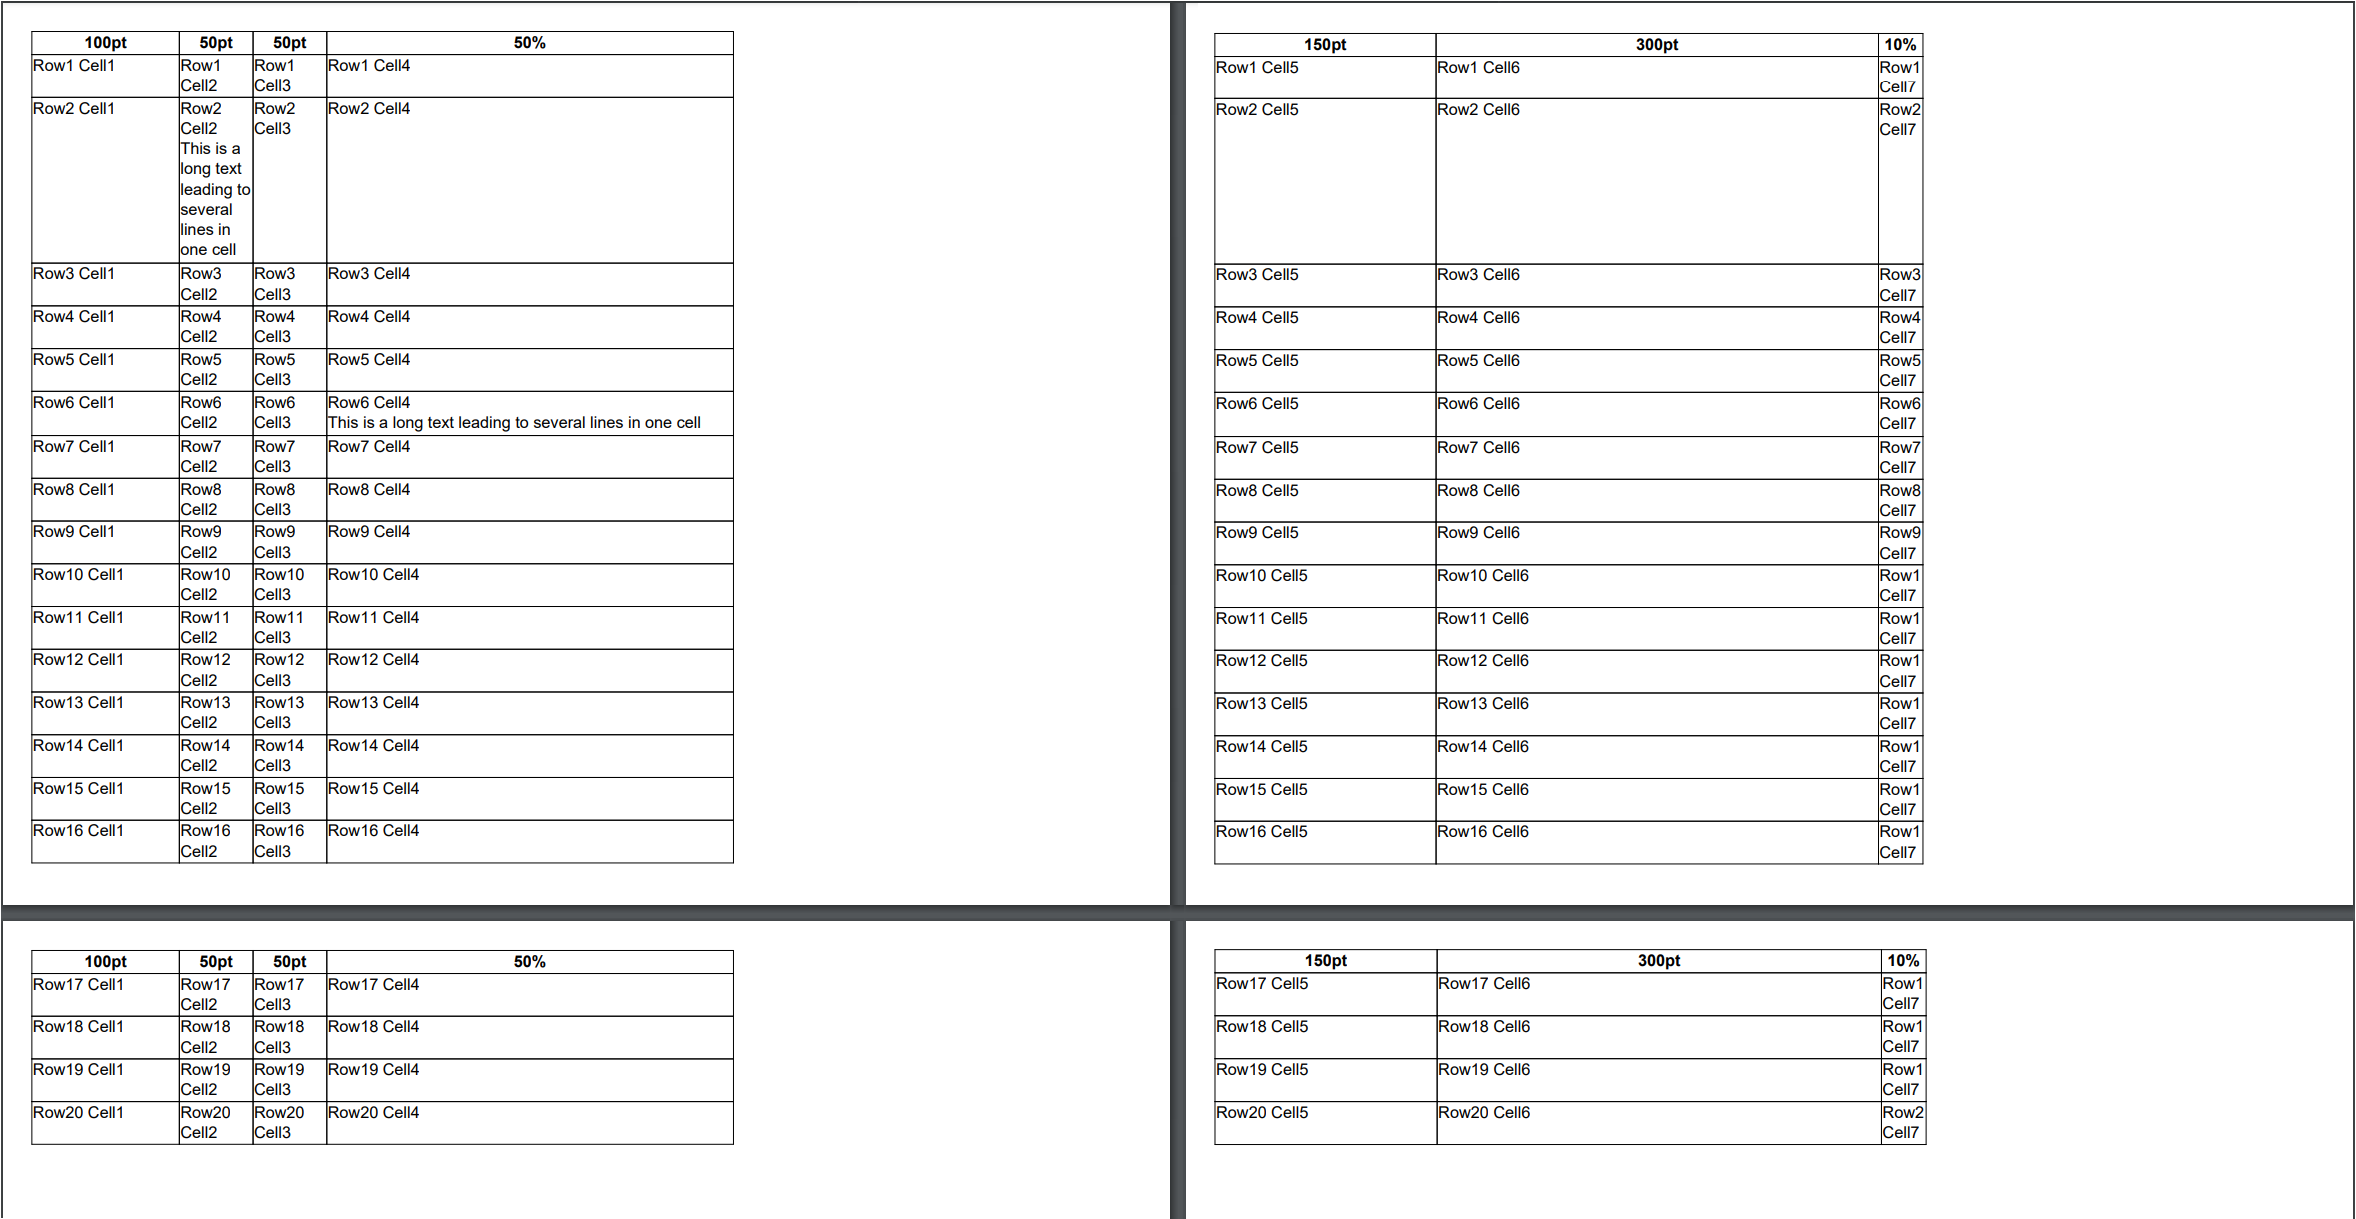 100pt 50pt 50pt 50%
Row1 Cell1 Row1 Row1 Row1 Cell4
Cell2 Cell3
Row2 Cell1 Row2 Row2 Row2 Cell4
Cell2 Cell3
This is a
long text
leading to
several
lines in
one cell
Row3 Cell1 Row3 Row3 Row3 Cell4
Cell2 Cell3
Row4 Cell1 Row4 Row4 Row4 Cell4
Cell2 Cell3
Row5 Cell1 Row5 Row5 Row5 Cell4
Cell2 Cell3
Row6 Cell1 Row6 Row6 Row6 Cell4
Cell2 Cell3 This is a long text leading to several lines in one cell
Row7 Cell1 Row7 Row7 Row7 Cell4
Cell2 Cell3
Row8 Cell1 Row8 Row8 Row8 Cell4
Cell2 Cell3
Row9 Cell1 Row9 Row9 Row9 Cell4
Cell2 Cell3
Row10 Cell1 Row10 Row10 Row10 Cell4
Cell2 Cell3
Row11 Cell1 Row11 Row11 Row11 Cell4
Cell2 Cell3
Row12 Cell1 Row12 Row12 Row12 Cell4
Cell2 Cell3
Row13 Cell1 Row13 Row13 Row13 Cell4
Cell2 Cell3
Row14 Cell1 Row14 Row14 Row14 Cell4
Cell2 Cell3
Row15 Cell1 Row15 Row15 Row15 Cell4
Cell2 Cell3
Row16 Cell1 Row16 Row16 Row16 Cell4
Cell2 Cell3
150pt 300pt 10%
Row1 Cell5 Row1 Cell6 Row1
Cell7
Row2 Cell5 Row2 Cell6 Row2
Cell7
Row3 Cell5 Row3 Cell6 Row3
Cell7
Row4 Cell5 Row4 Cell6 Row4
Cell7
Row5 Cell5 Row5 Cell6 Row5
Cell7
Row6 Cell5 Row6 Cell6 Row6
Cell7
Row7 Cell5 Row7 Cell6 Row7
Cell7
Row8 Cell5 Row8 Cell6 Row8
Cell7
Row9 Cell5 Row9 Cell6 Row9
Cell7
Row10 Cell5 Row10 Cell6 Row1
Cell7
Row11 Cell5 Row11 Cell6 Row1
Cell7
Row12 Cell5 Row12 Cell6 Row1
Cell7
Row13 Cell5 Row13 Cell6 Row1
Cell7
Row14 Cell5 Row14 Cell6 Row1
Cell7
Row15 Cell5 Row15 Cell6 Row1
Cell7
Row16 Cell5 Row16 Cell6 Row1
Cell7
100pt 50pt 50pt 50%
Row17 Cell1 Row17 Row17 Row17 Cell4
Cell2 Cell3
Row18 Cell1 Row18 Row18 Row18 Cell4
Cell2 Cell3
Row19 Cell1 Row19 Row19 Row19 Cell4
Cell2 Cell3
Row20 Cell1 Row20 Row20 Row20 Cell4
Cell2 Cell3
150pt 300pt 10%
Row17 Cell5 Row17 Cell6 Row1
Cell7
Row18 Cell5 Row18 Cell6 Row1
Cell7
Row19 Cell5 Row19 Cell6 Row1
Cell7
Row20 Cell5 Row20 Cell6 Row2
Cell7